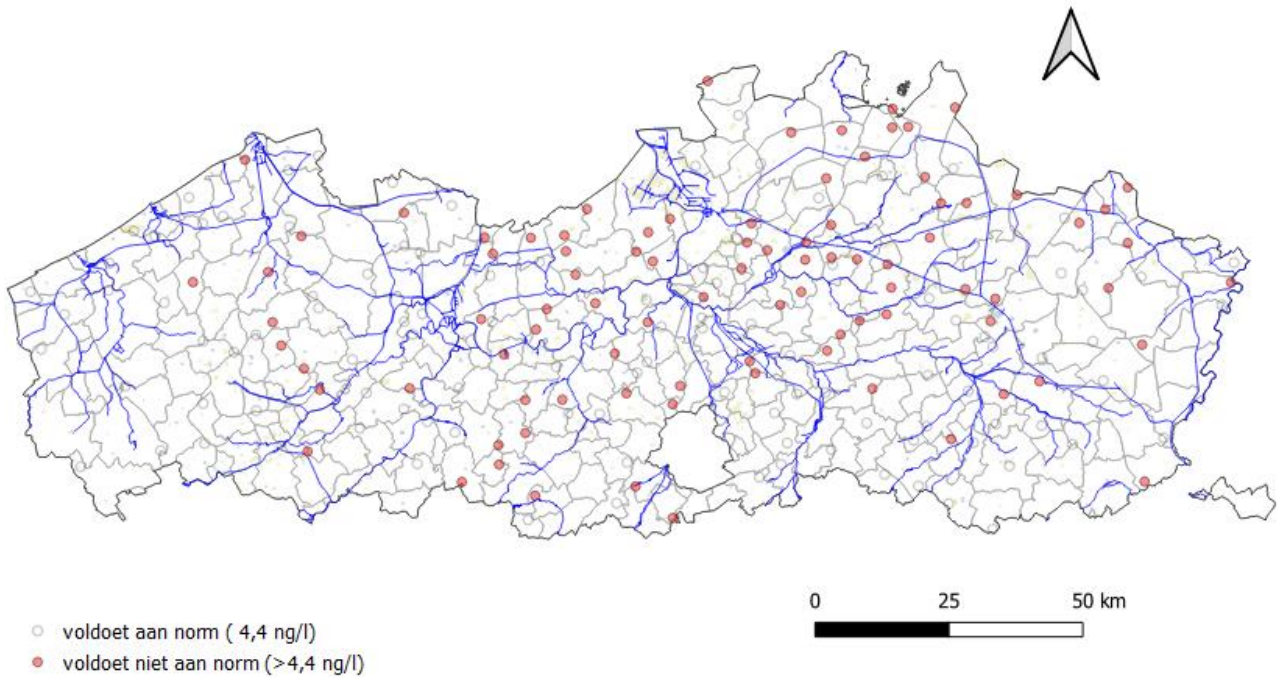 0 25 50 km
voldoet aan norm ( 4,4 ng/l)
voldoet niet aan norm (>4,4 ng/l)